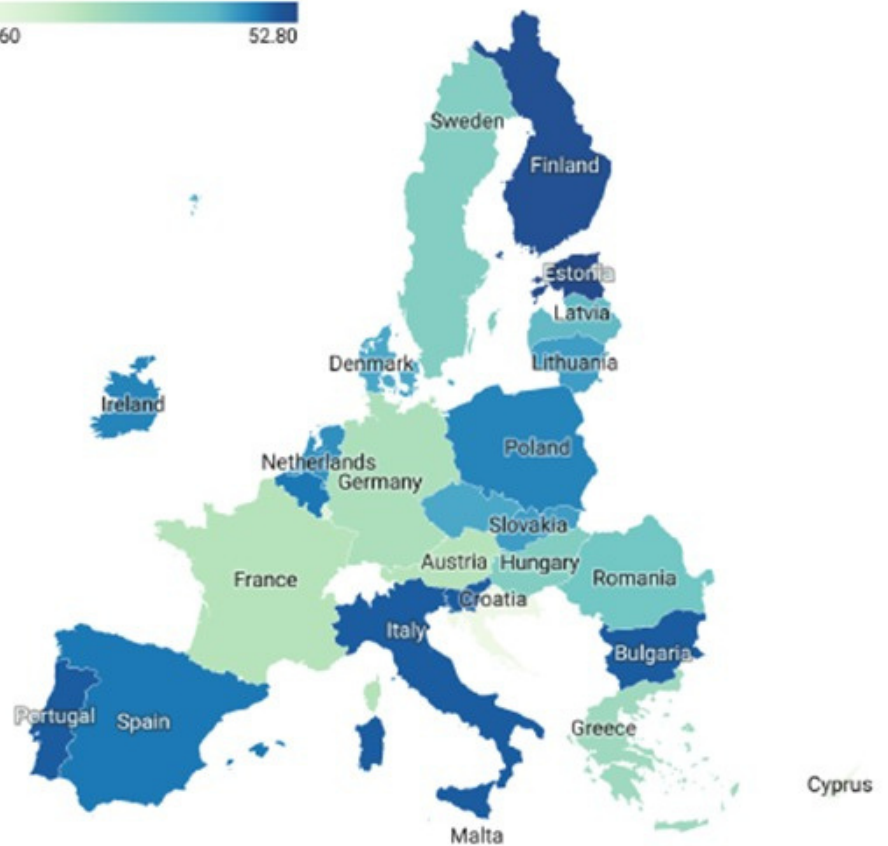 60
52.80
Sweden
Finland
Estonia
Latvia
Denmark
Lithuania
Ireland
Poland
Netherlands
Germany
Slovakia
Austria
Hungary
France
Romania
Croatia
Italy
Bulgaria
Portugal
Spain
Greece
Cyprus
Malta